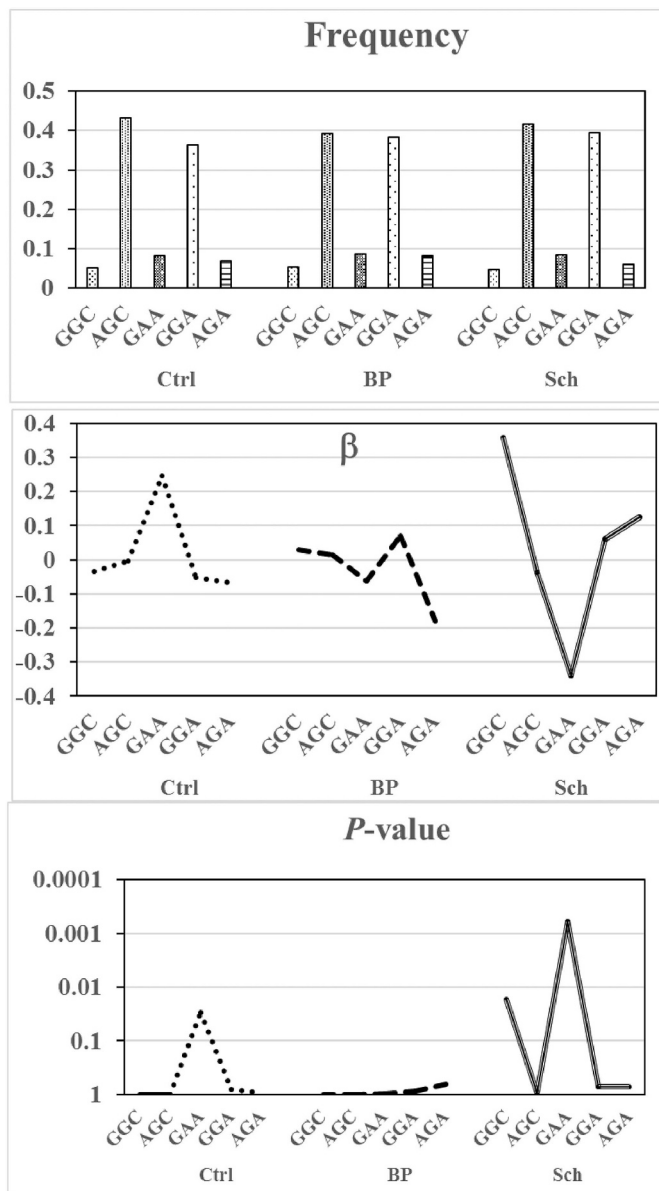 Frequency
0.5
0.4
0.3
0.2
0.1
0
GGC AGC GAA GGA AGA GGC AGC GAA GGA AGA GGC AGC GAA GGA AGA
Ctrl BP Sch
β
0.4
0.3
0.2
0.1
0
-0.1
-0.2
-0.3
-0.4
GGC AGC GAA GGA AGA GGC AGC GAA GGA AGA GGC AGC GAA GGA AGA
Ctrl BP Sch
P-value
0.0001
0.001
0.01
0.1
1
GGC AGC GAA GGA AGA GGC AGC GAA GGA AGA GGC AGC GAA GGA AGA
Ctrl BP Sch